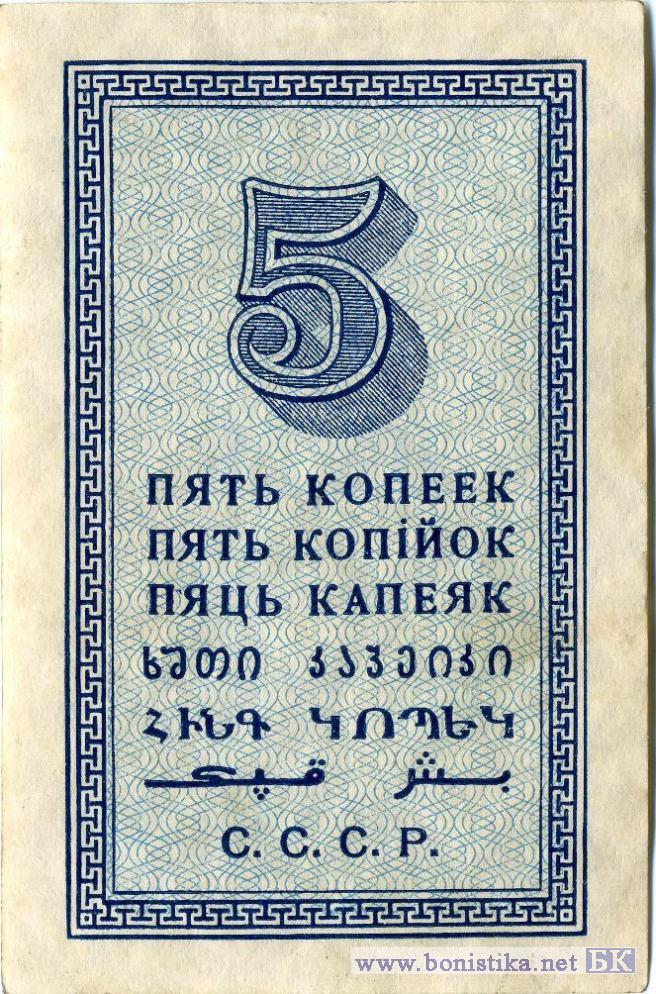 5
ПЯТЬ КОПЕЕК
ПЯТЬ КОПІЙОК
ПЯЦЬ КАПЕЯК
ხუთი კაპეიკი
ՀԻՆԳ ԿՈՊԵԿ
بش قپك
С. С. С. Р.
www.bonistika.net БК